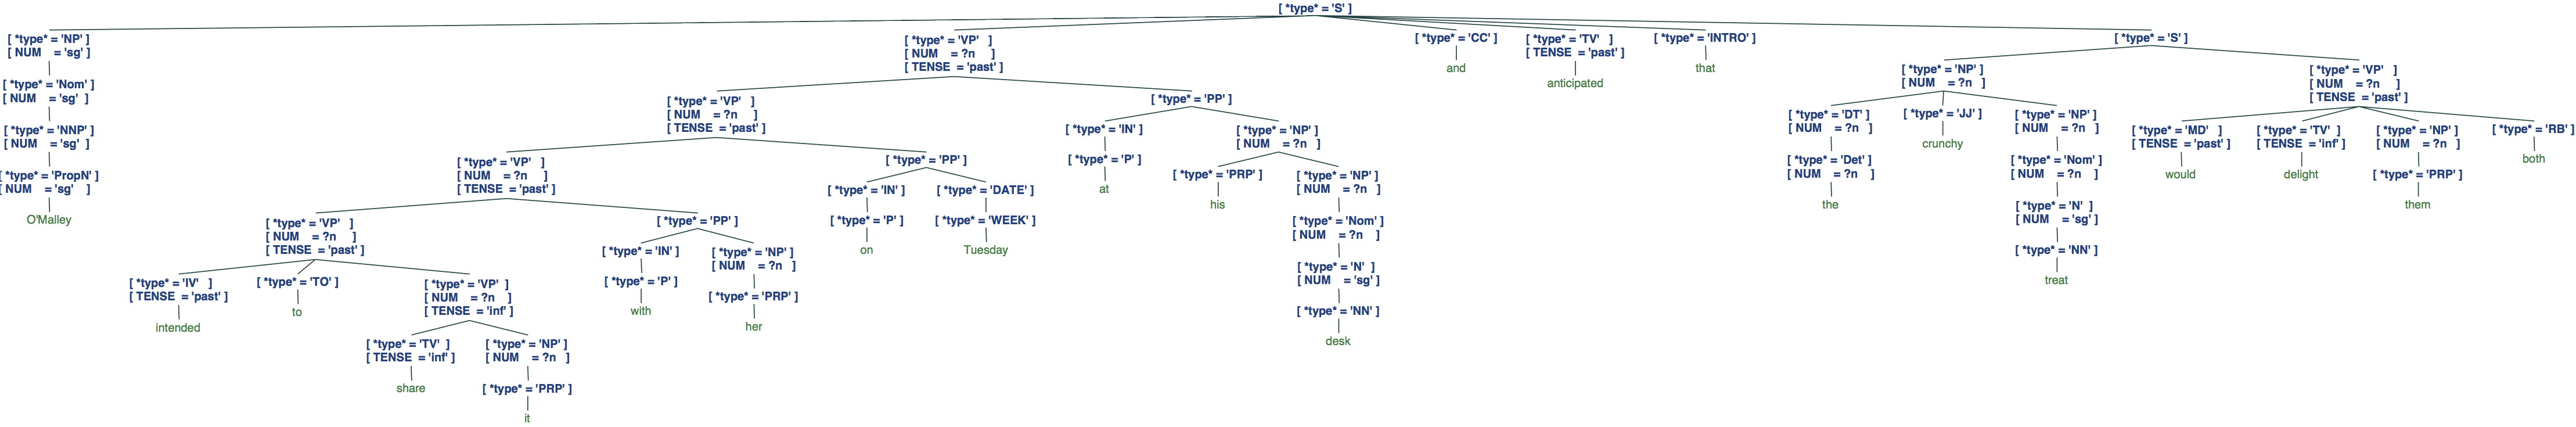 [ *type* = 'S' ]
[ *type* = 'NP' ]
[ NUM = 'sg' ]
[ *type* = 'Nom' ]
[ NUM = 'sg' ]
[ *type* = 'NNP' ]
[ NUM = 'sg' ]
[ *type* = 'PropN' ]
[ NUM = 'sg' ]
O'Malley
[ *type* = 'VP' ]
[ NUM = ?n ]
[ TENSE = 'past' ]
[ *type* = 'VP' ]
[ NUM = ?n ]
[ TENSE = 'past' ]
[ *type* = 'VP' ]
[ NUM = ?n ]
[ TENSE = 'past' ]
[ *type* = 'VP' ]
[ NUM = ?n ]
[ TENSE = 'past' ]
[ *type* = 'IV' ]
[ TENSE = 'past' ]
intended
[ *type* = 'TO' ]
to
[ *type* = 'VP' ]
[ NUM = ?n ]
[ TENSE = 'inf' ]
[ *type* = 'TV' ]
[ TENSE = 'inf' ]
share
[ *type* = 'NP' ]
[ NUM = ?n ]
[ *type* = 'PRP' ]
it
[ *type* = 'PP' ]
[ *type* = 'IN' ]
[ *type* = 'P' ]
with
[ *type* = 'NP' ]
[ NUM = ?n ]
[ *type* = 'PRP' ]
her
[ *type* = 'PP' ]
[ *type* = 'IN' ]
[ *type* = 'P' ]
on
[ *type* = 'DATE' ]
[ *type* = 'WEEK' ]
Tuesday
[ *type* = 'PP' ]
[ *type* = 'IN' ]
[ *type* = 'P' ]
at
[ *type* = 'NP' ]
[ NUM = ?n ]
[ *type* = 'PRP' ]
his
[ *type* = 'NP' ]
[ NUM = ?n ]
[ *type* = 'Nom' ]
[ NUM = ?n ]
[ *type* = 'N' ]
[ NUM = 'sg' ]
[ *type* = 'NN' ]
desk
[ *type* = 'CC' ]
and
[ *type* = 'TV' ]
[ TENSE = 'past' ]
anticipated
[ *type* = 'INTRO' ]
that
[ *type* = 'S' ]
[ *type* = 'NP' ]
[ NUM = ?n ]
[ *type* = 'DT' ]
[ NUM = ?n ]
[ *type* = 'Det' ]
[ NUM = ?n ]
the
[ *type* = 'JJ' ]
crunchy
[ *type* = 'NP' ]
[ NUM = ?n ]
[ *type* = 'Nom' ]
[ NUM = ?n ]
[ *type* = 'N' ]
[ NUM = 'sg' ]
[ *type* = 'NN' ]
treat
[ *type* = 'VP' ]
[ NUM = ?n ]
[ TENSE = 'past' ]
[ *type* = 'MD' ]
[ TENSE = 'past' ]
would
[ *type* = 'TV' ]
[ TENSE = 'inf' ]
delight
[ *type* = 'NP' ]
[ NUM = ?n ]
[ *type* = 'PRP' ]
them
[ *type* = 'RB' ]
both